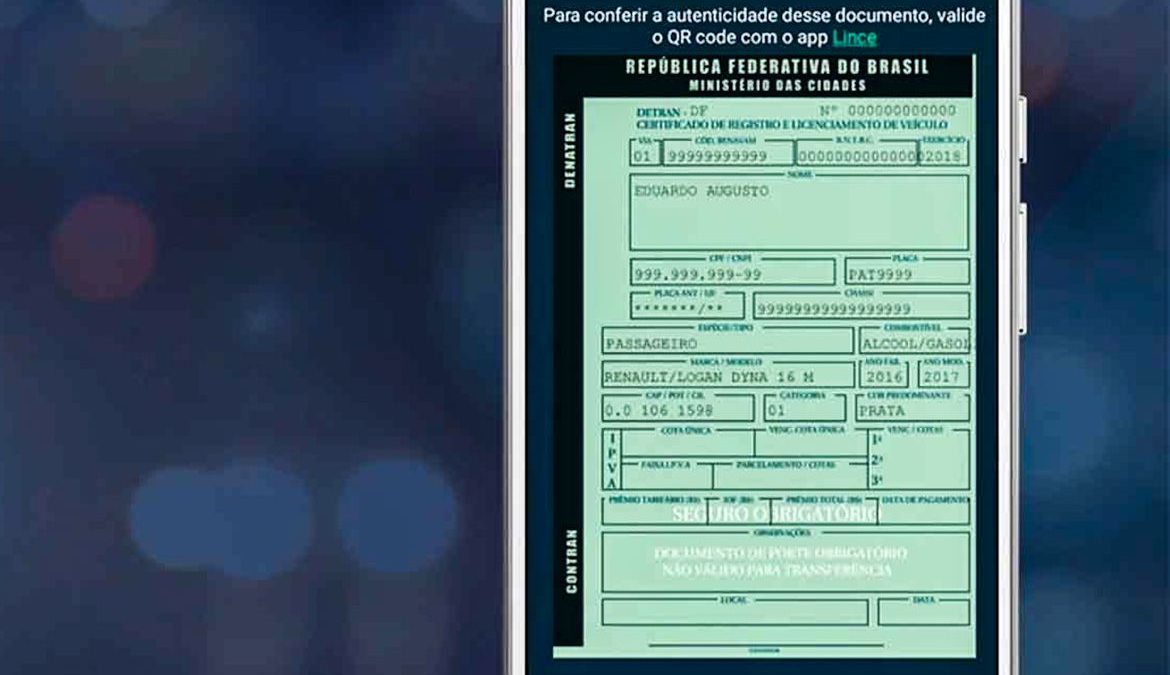 Para conferir a autenticidade desse documento, valide
o QR code com o app Lince
REPÚBLICA FEDERATIVA DO BRASIL
MINISTÉRIO DAS CIDADES
DENATRAN
DETRAN - DF Nº 000000000000
CERTIFICADO DE REGISTRO E LICENCIAMENTO DE VEÍCULO
VIA CÓD. RENAVAM R.N.T.R.C. EXERCÍCIO
01 99999999999 0000000000000 2018
NOME
EDUARDO AUGUSTO
CPF / CNPJ PLACA
999.999.999-99 PAT9999
PLACA ANT / UF CHASSI
*******/** 99999999999999999
ESPÉCIE/TIPO COMBUSTÍVEL
PASSAGEIRO ALCOOL/GASOL
MARCA / MODELO ANO FAB. ANO MOD.
RENAULT/LOGAN DYNA 16 M 2016 2017
CAP / POT / CIL CATEGORIA COR PREDOMINANTE
0.0 106 1598 01 PRATA
IPVA
COTA ÚNICA VENC. COTA ÚNICA VENC / COTAS
1ª
2ª
FAIXA I.P.V.A PARCELAMENTO / COTAS
3ª
PRÊMIO TARIFÁRIO (R$) IOF (R$) PRÊMIO TOTAL (R$) DATA DE PAGAMENTO
SEGURO OBRIGATÓRIO
OBSERVAÇÕES
DOCUMENTO DE PORTE OBRIGATÓRIO
NÃO VÁLIDO PARA TRANSFERÊNCIA
CONTRAN
LOCAL DATA